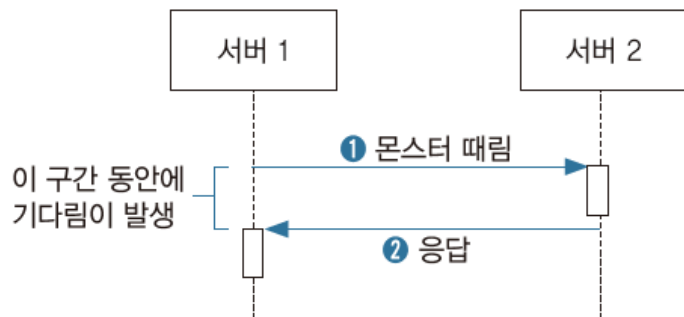 서버 1
서버 2
❶ 몬스터 때림
이 구간 동안에
기다림이 발생
❷ 응답